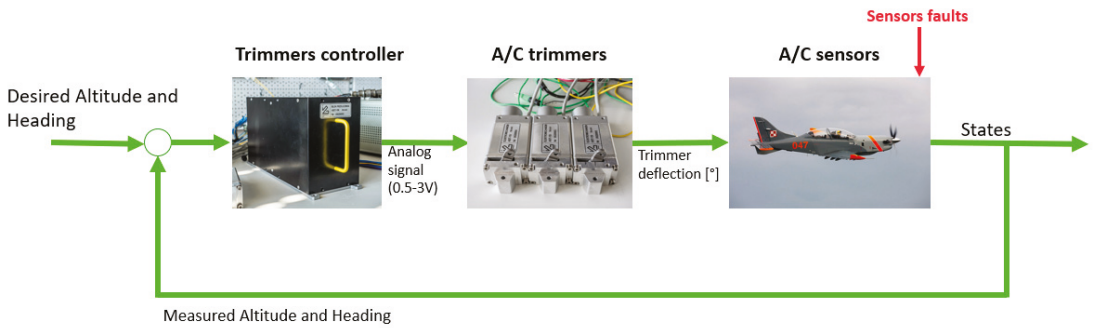 Sensors faults
Trimmers controller
A/C trimmers
A/C sensors
Desired Altitude and
Heading
Analog
signal
(0.5-3V)
Trimmer
deflection [°]
States
Measured Altitude and Heading